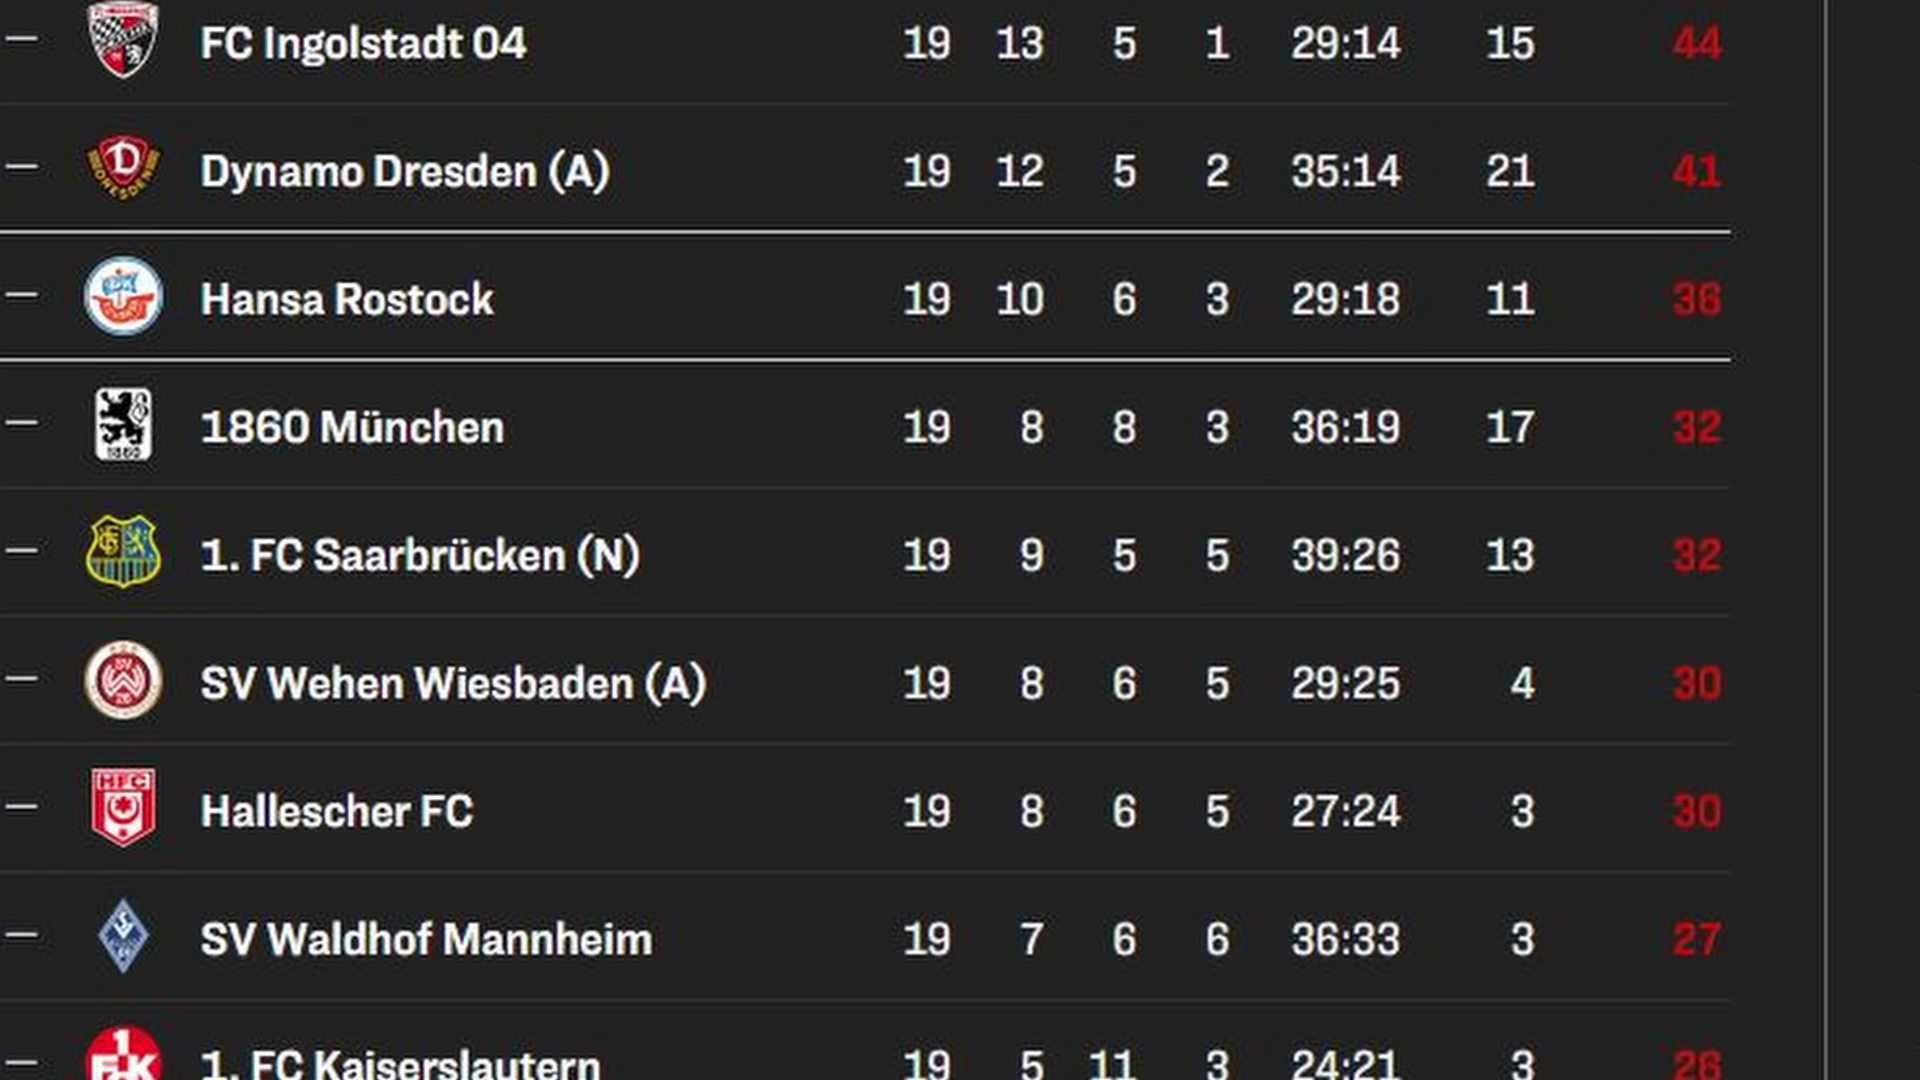 FC Ingolstadt 04 19 13 5 1 29:14 15 44
Dynamo Dresden (A) 19 12 5 2 35:14 21 41
Hansa Rostock 19 10 6 3 29:18 11 36
1860 München 19 8 8 3 36:19 17 32
1. FC Saarbrücken (N) 19 9 5 5 39:26 13 32
SV Wehen Wiesbaden (A) 19 8 6 5 29:25 4 30
Hallescher FC 19 8 6 5 27:24 3 30
SV Waldhof Mannheim 19 7 6 6 36:33 3 27
1. FC Kaiserslautern 19 5 11 3 24:21 3 26